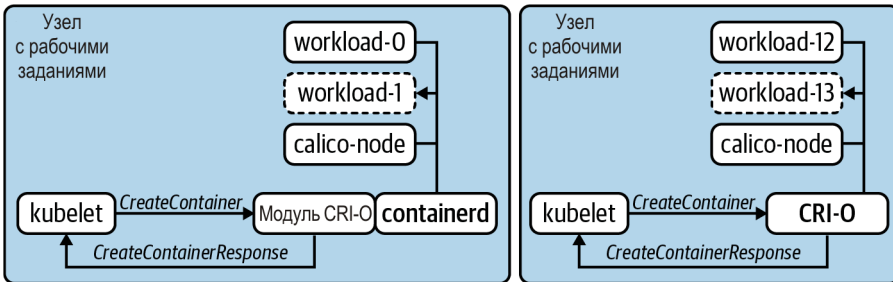 Узел
с рабочими
заданиями
workload-0
workload-1
calico-node
kubelet
CreateContainer
Модуль CRI-O
containerd
CreateContainerResponse
Узел
с рабочими
заданиями
workload-12
workload-13
calico-node
kubelet
CreateContainer
CRI-O
CreateContainerResponse